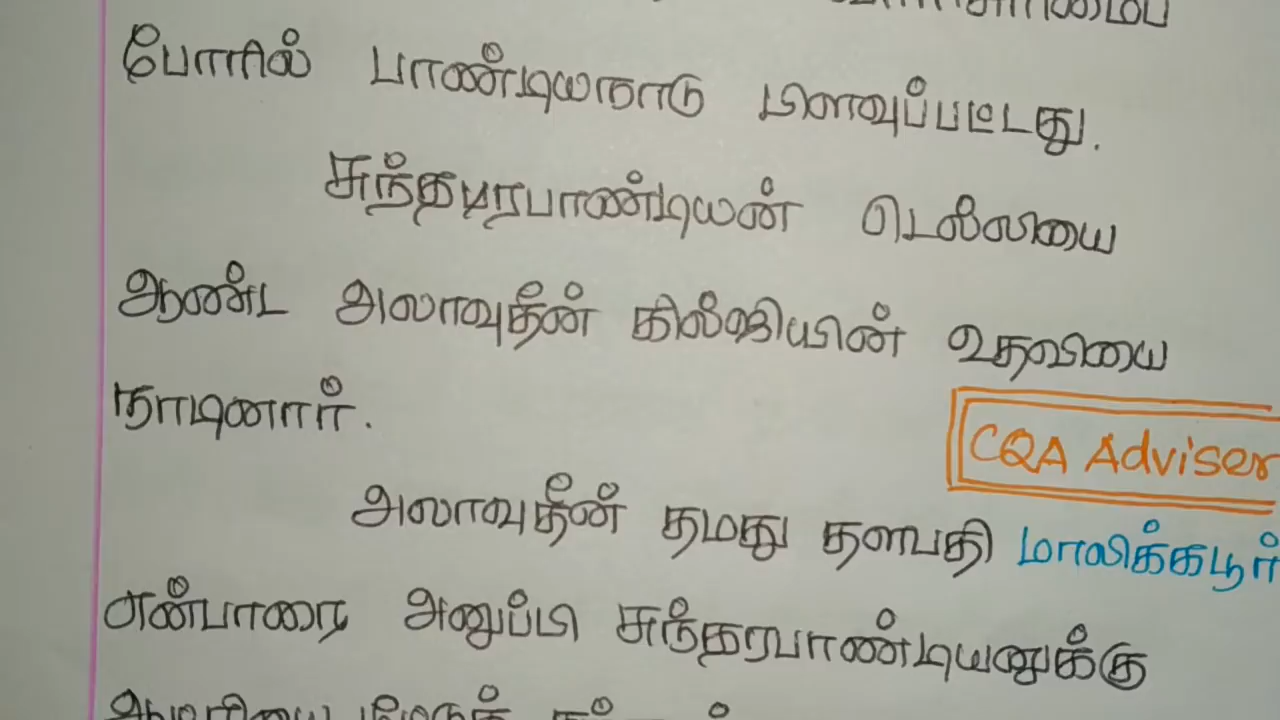 போரில் பாண்டியநாடு பிளவுப்பட்டது.
சுந்தரபாண்டியன் டெல்லியை
ஆண்ட அலாவுதீன் கில்ஜியின் உதவியை
நாடினார்.
CQA Adviser
அலாவுதீன் தமது தளபதி மாலிக்கபூர்
என்பாரை அனுப்பி சுந்தரபாண்டியனுக்கு